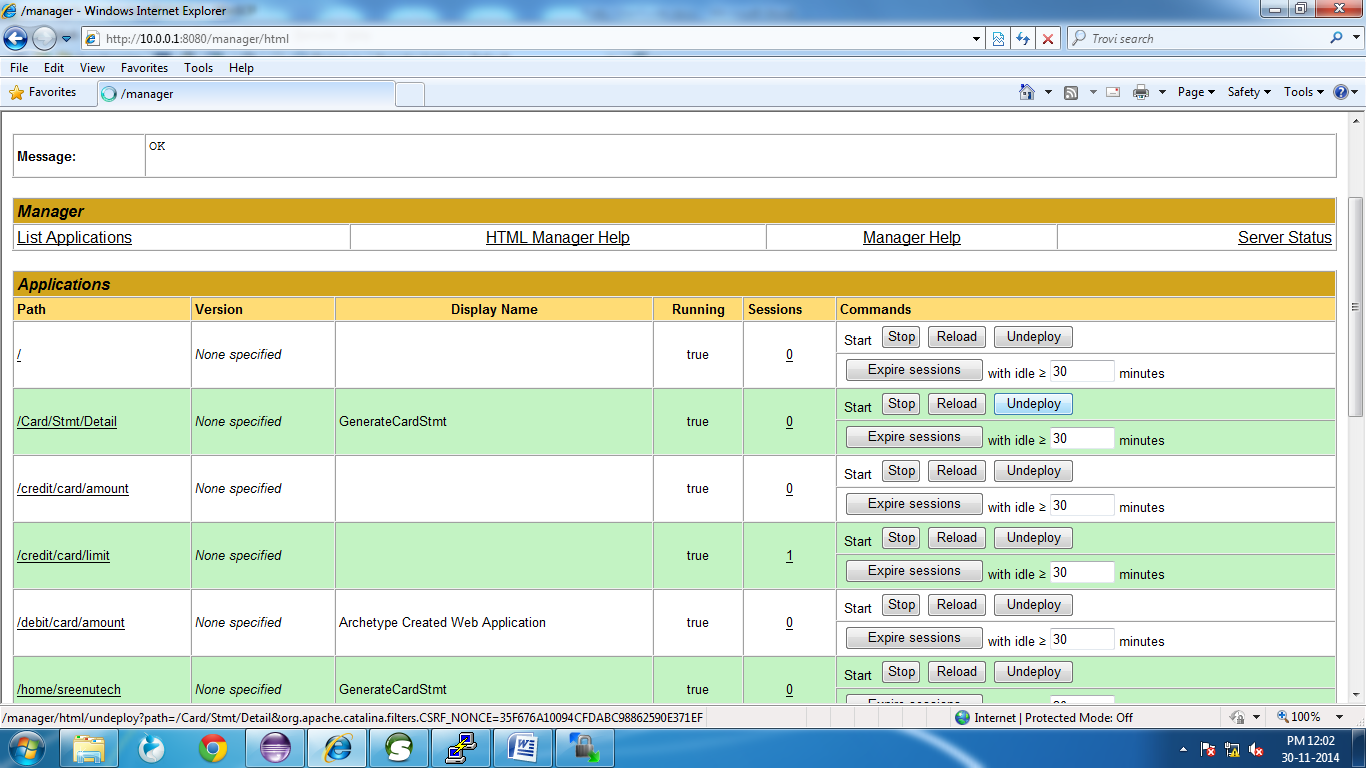 /manager - Windows Internet Explorer
http://10.0.0.1:8080/manager/html
Trovi search
File Edit View Favorites Tools Help
Favorites /manager Page Safety Tools
Message: OK
Manager
List Applications HTML Manager Help Manager Help Server Status
Applications
Path Version Display Name Running Sessions Commands
Start Stop Reload Undeploy
/ None specified true 0
Expire sessions with idle ≥ 30 minutes
Start Stop Reload Undeploy
/Card/Stmt/Detail None specified GenerateCardStmt true 0
Expire sessions with idle ≥ 30 minutes
Start Stop Reload Undeploy
/credit/card/amount None specified true 0
Expire sessions with idle ≥ 30 minutes
Start Stop Reload Undeploy
/credit/card/limit None specified true 1
Expire sessions with idle ≥ 30 minutes
Start Stop Reload Undeploy
/debit/card/amount None specified Archetype Created Web Application true 0
Expire sessions with idle ≥ 30 minutes
Start Stop Reload Undeploy
/home/sreenutech None specified GenerateCardStmt true 0
/manager/html/undeploy?path=/Card/Stmt/Detail&org.apache.catalina.filters.CSRF_NONCE=35F676A10094CFDABC98862590E371EF Internet | Protected Mode: Off 100%
PM 12:02
30-11-2014